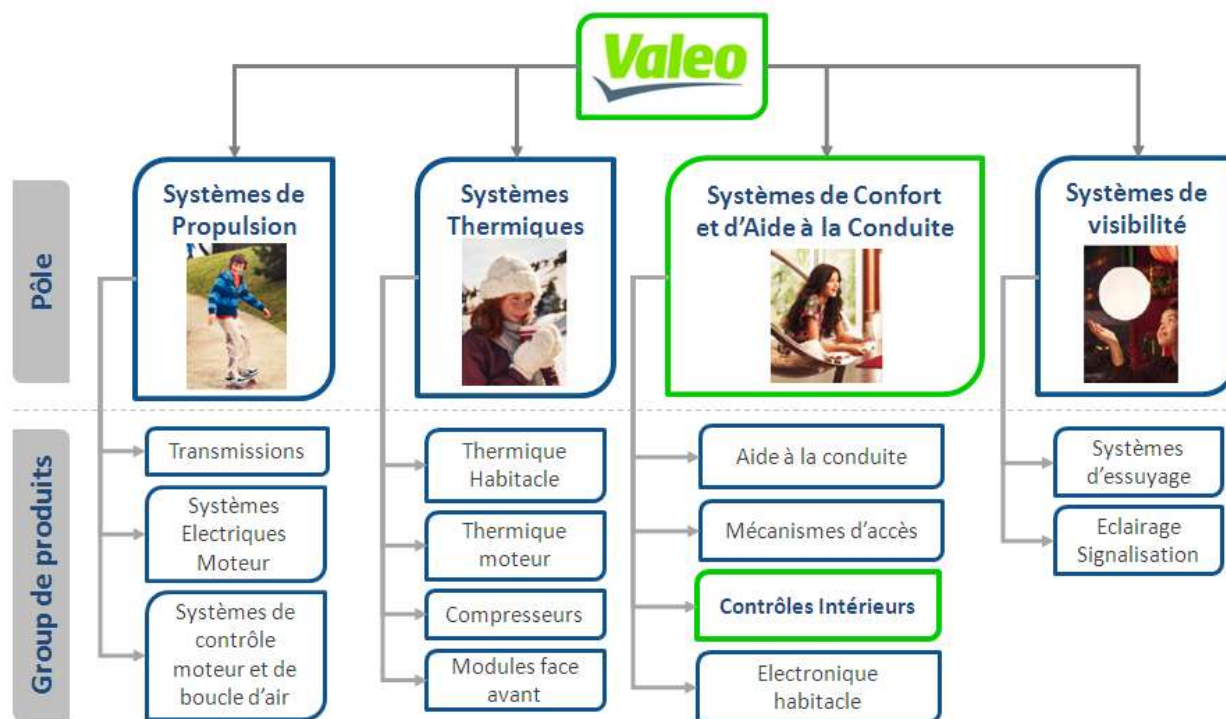 Valeo
Pôle
Systèmes de
Propulsion
Systèmes
Thermiques
Systèmes de Confort
et d'Aide à la Conduite
Systèmes de
visibilité
Group de produits
Transmissions
Systèmes
Electriques
Moteur
Systèmes de
contrôle
moteur et de
boucle d'air
Thermique
Habitacle
Thermique
moteur
Compresseurs
Modules face
avant
Aide à la conduite
Mécanismes d'accès
Contrôles Intérieurs
Electronique
habitacle
Systèmes
d'essuyage
Eclairage
Signalisation